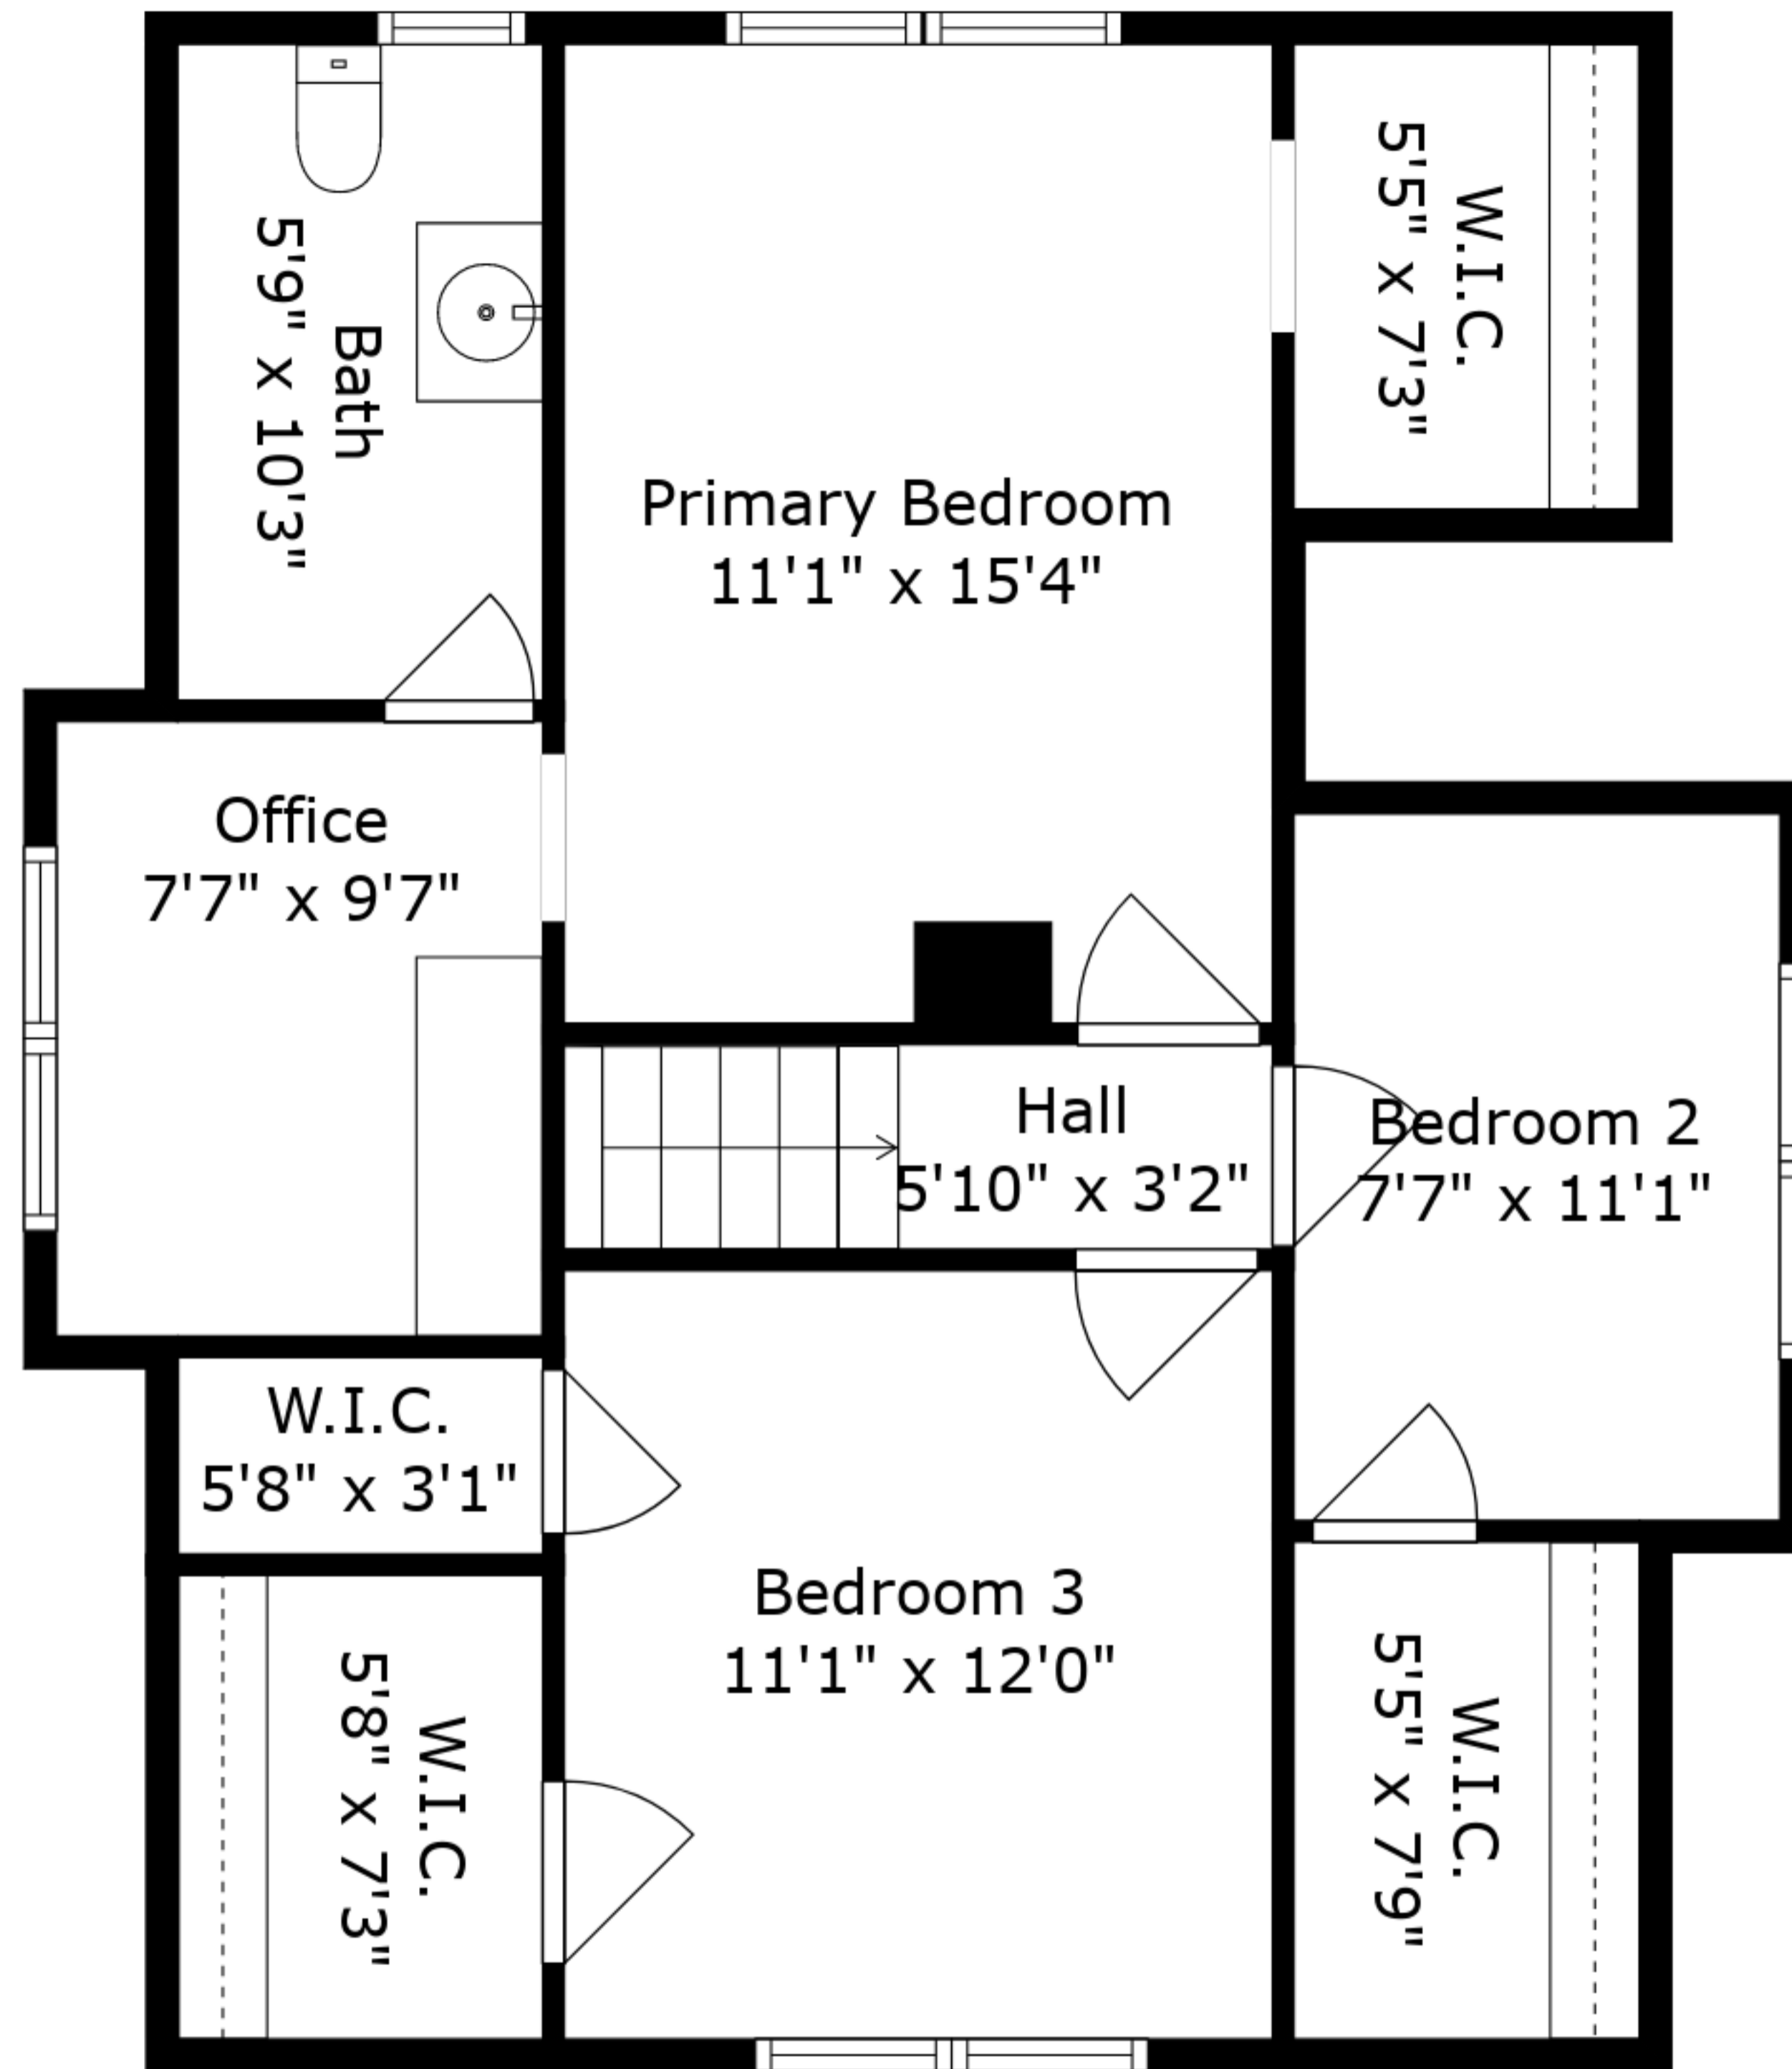 Bath
5'9" x 10'3"
Primary Bedroom
11'1" x 15'4"
W.I.C.
5'5" x 7'3"
Office
7'7" x 9'7"
Hall
5'10" x 3'2"
Bedroom 2
7'7" x 11'1"
W.I.C.
5'8" x 3'1"
Bedroom 3
11'1" x 12'0"
W.I.C.
5'8" x 7'3"
W.I.C.
5'5" x 7'9"